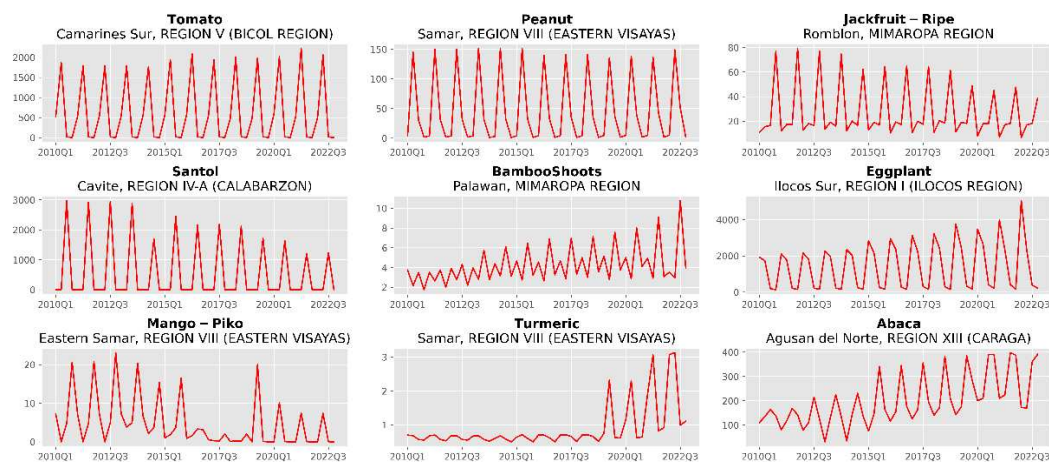 Tomato
Camarines Sur, REGION V (BICOL REGION)
2000
1500
1000
500
0
2010Q1 2012Q3 2015Q1 2017Q3 2020Q1 2022Q3
Peanut
Samar, REGION VIII (EASTERN VISAYAS)
150
100
50
0
2010Q1 2012Q3 2015Q1 2017Q3 2020Q1 2022Q3
Jackfruit – Ripe
Romblon, MIMAROPA REGION
80
60
40
20
2010Q1 2012Q3 2015Q1 2017Q3 2020Q1 2022Q3
Santol
Cavite, REGION IV-A (CALABARZON)
3000
2000
1000
0
2010Q1 2012Q3 2015Q1 2017Q3 2020Q1 2022Q3
BambooShoots
Palawan, MIMAROPA REGION
10
8
6
4
2
2010Q1 2012Q3 2015Q1 2017Q3 2020Q1 2022Q3
Eggplant
Ilocos Sur, REGION I (ILOCOS REGION)
4000
2000
0
2010Q1 2012Q3 2015Q1 2017Q3 2020Q1 2022Q3
Mango – Piko
Eastern Samar, REGION VIII (EASTERN VISAYAS)
20
10
0
2010Q1 2012Q3 2015Q1 2017Q3 2020Q1 2022Q3
Turmeric
Samar, REGION VIII (EASTERN VISAYAS)
3
2
1
2010Q1 2012Q3 2015Q1 2017Q3 2020Q1 2022Q3
Abaca
Agusan del Norte, REGION XIII (CARAGA)
400
300
200
100
2010Q1 2012Q3 2015Q1 2017Q3 2020Q1 2022Q3